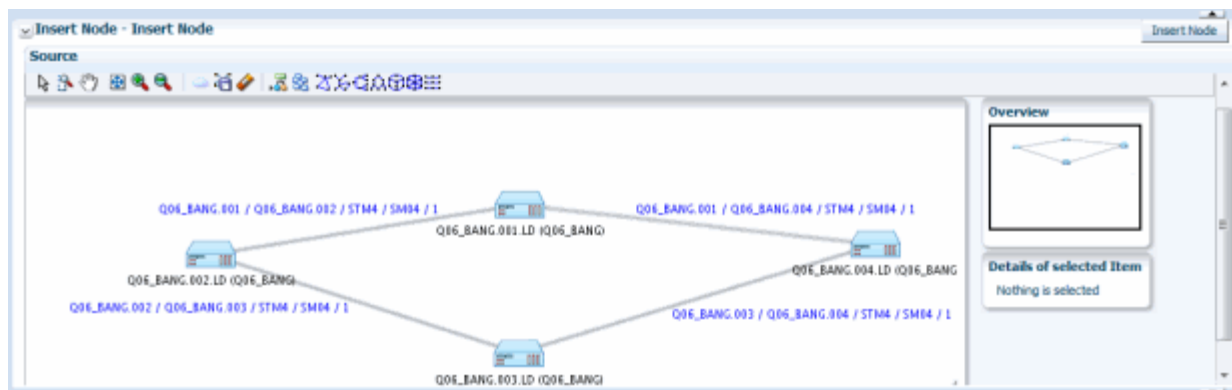 Insert Node - Insert Node
Insert Node
Source
Overview
Q06_BANG.001 / Q06_BANG.002 / STM4 / SM04 / 1
Q06_BANG.001 / Q06_BANG.004 / STM4 / SM04 / 1
Q06_BANG.001.LD (Q06_BANG)
Q06_BANG.002.LD (Q06_BANG)
Q06_BANG.004.LD (Q06_BANG
Details of selected Item
Nothing is selected
Q06_BANG.002 / Q06_BANG.003 / STM4 / SM04 / 1
Q06_BANG.003 / Q06_BANG.004 / STM4 / SM04 / 1
Q06_BANG.003.LD (Q06_BANG)